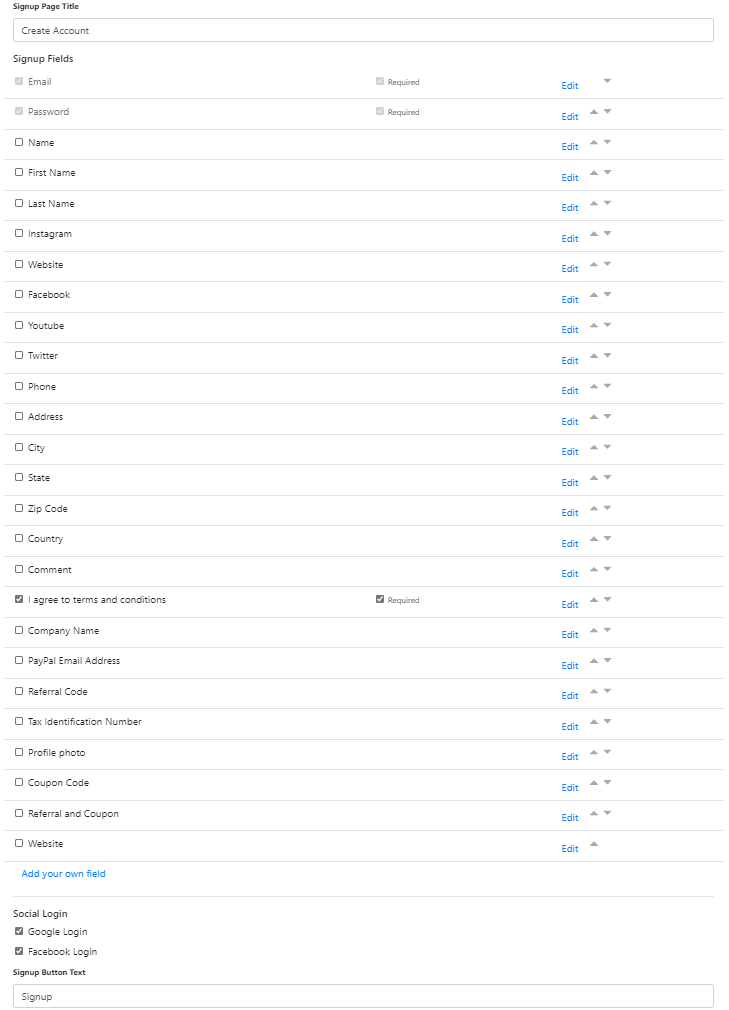 Signup Page Title
Create Account
Signup Fields
Email Required Edit
Password Required Edit
Name Edit
First Name Edit
Last Name Edit
Instagram Edit
Website Edit
Facebook Edit
Youtube Edit
Twitter Edit
Phone Edit
Address Edit
City Edit
State Edit
Zip Code Edit
Country Edit
Comment Edit
I agree to terms and conditions Required Edit
Company Name Edit
PayPal Email Address Edit
Referral Code Edit
Tax Identification Number Edit
Profile photo Edit
Coupon Code Edit
Referral and Coupon Edit
Website Edit
Add your own field
Social Login
Google Login
Facebook Login
Signup Button Text
Signup